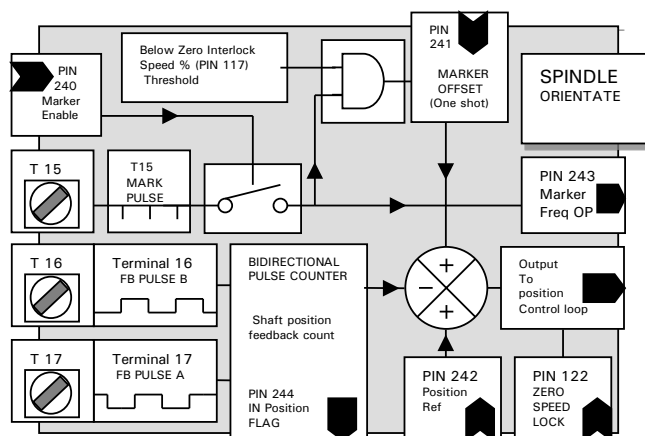 PIN
240
Marker
Enable
Below Zero Interlock
Speed % (PIN 117)
Threshold
PIN
241
MARKER
OFFSET
(One shot)
SPINDLE
ORIENTATE
T 15
T15
MARK
PULSE
PIN 243
Marker
Freq OP
T 16
Terminal 16
FB PULSE B
BIDIRECTIONAL
PULSE COUNTER
Shaft position
feedback count
PIN 244
IN Position
FLAG
+
−
+
Output
To
position
Control loop
T 17
Terminal 17
FB PULSE A
PIN 242
Position
Ref
PIN 122
ZERO
SPEED
LOCK